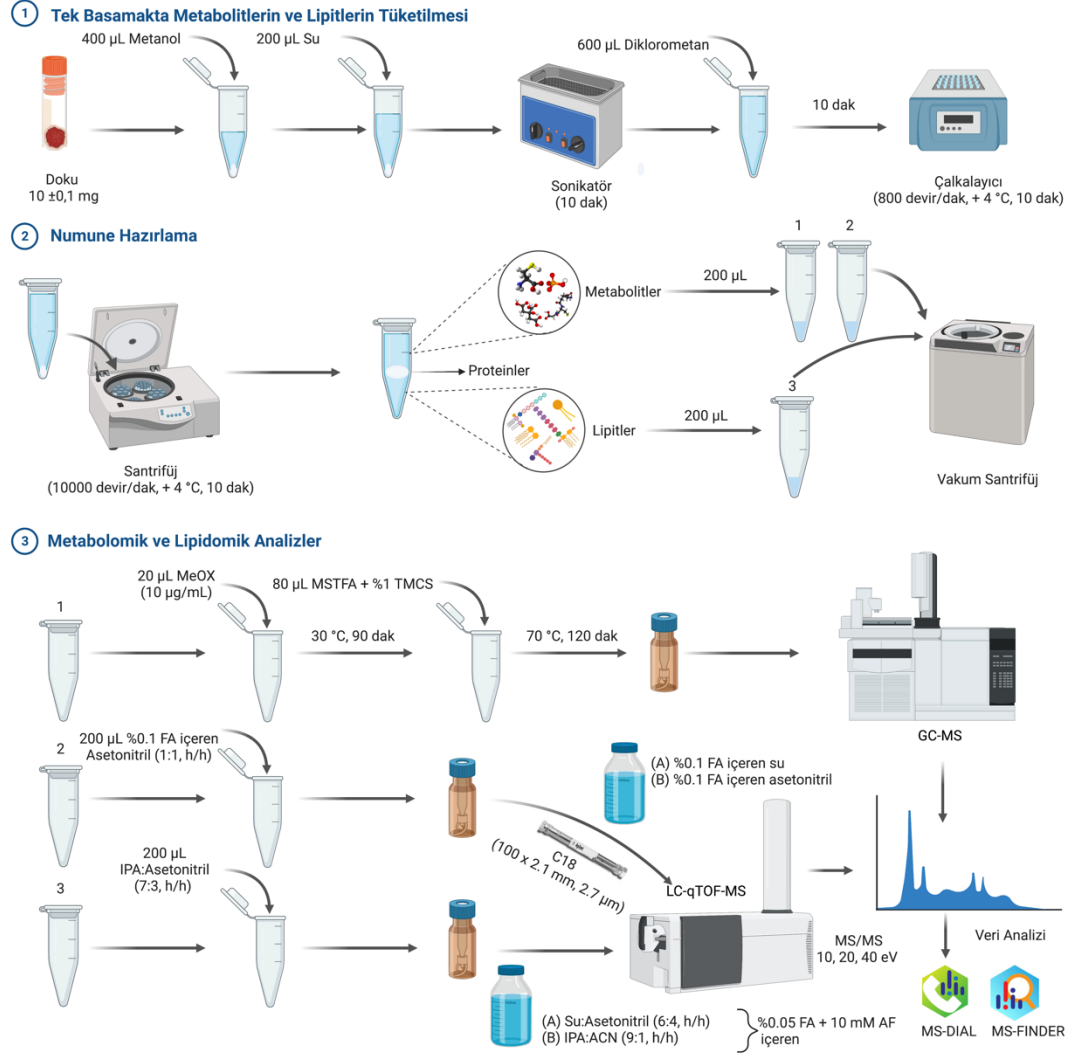 1 Tek Basamakta Metabolitlerin ve Lipitlerin Tüketilmesi
400 µL Metanol
200 µL Su
600 µL Diklorometan
10 dak
Doku
10 ±0,1 mg
Sonikatör
(10 dak)
Çalkalayıcı
(800 devir/dak, + 4 °C, 10 dak)
2 Numune Hazırlama
1
2
Metabolitler
200 µL
Proteinler
3
Lipitler
200 µL
Santrifüj
(10000 devir/dak, + 4 °C, 10 dak)
Vakum Santrifüj
3 Metabolomik ve Lipidomik Analizler
1
20 µL MeOX
(10 µg/mL)
80 µL MSTFA + %1 TMCS
30 °C, 90 dak
70 °C, 120 dak
GC-MS
2
200 µL %0.1 FA içeren
Asetonitril (1:1, h/h)
(A) %0.1 FA içeren su
(B) %0.1 FA içeren asetonitril
C18
(100 x 2.1 mm, 2.7 µm)
LC-qTOF-MS
3
200 µL
IPA:Asetonitril
(7:3, h/h)
MS/MS
10, 20, 40 eV
Veri Analizi
(A) Su:Asetonitril (6:4, h/h)
(B) IPA:ACN (9:1, h/h)
%0.05 FA + 10 mM AF
içeren
MS-DIAL
MS-FINDER